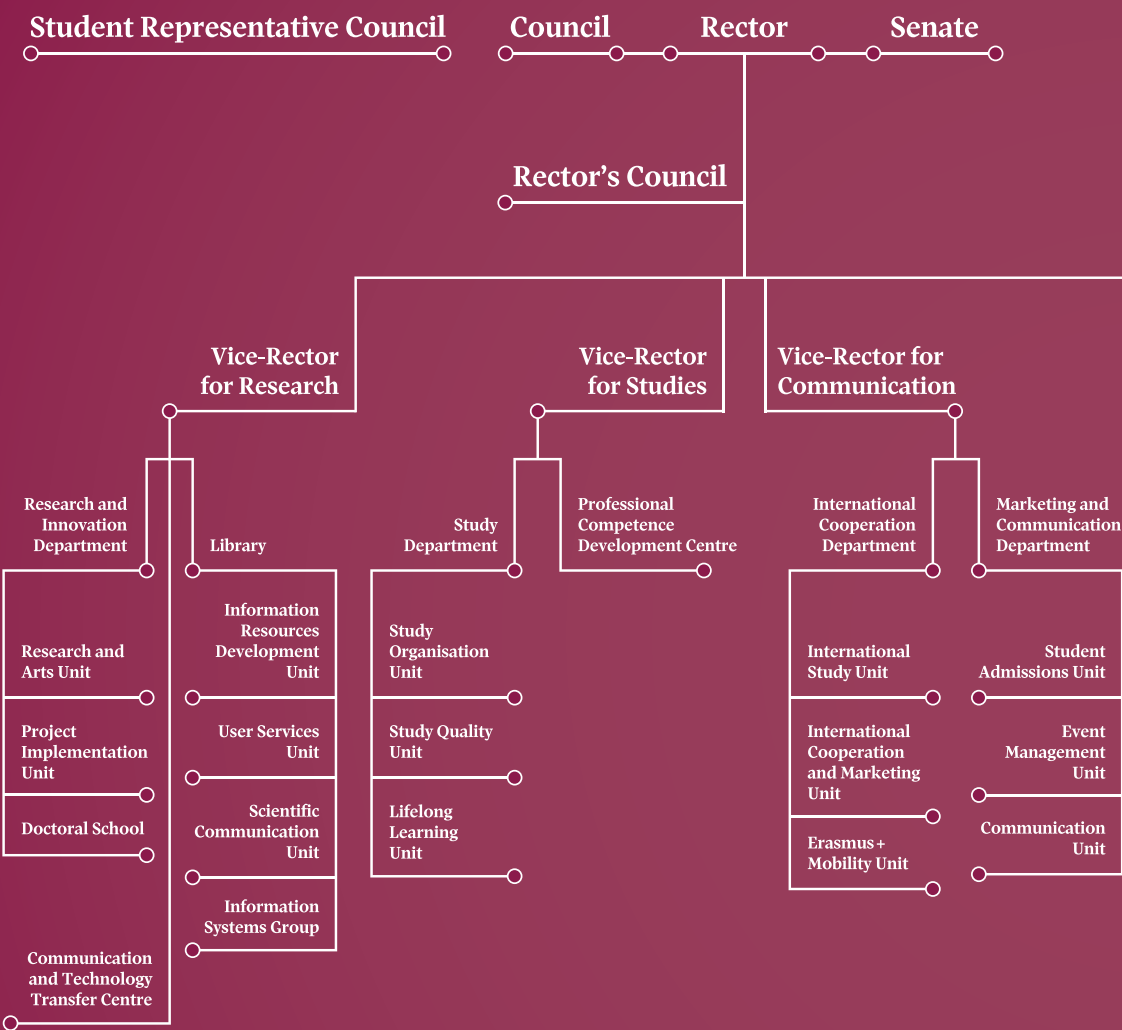 Student Representative Council
Council
Rector
Senate
Rector’s Council
Vice-Rector
for Research
Vice-Rector
for Studies
Vice-Rector for
Communication
Research and
Innovation
Department
Library
Study
Department
Professional
Competence
Development Centre
International
Cooperation
Department
Marketing and
Communication
Department
Research and
Arts Unit
Project
Implementation
Unit
Doctoral School
Communication
and Technology
Transfer Centre
Information
Resources
Development
Unit
User Services
Unit
Scientific
Communication
Unit
Information
Systems Group
Study
Organisation
Unit
Study Quality
Unit
Lifelong
Learning
Unit
International
Study Unit
International
Cooperation
and Marketing
Unit
Erasmus+
Mobility Unit
Student
Admissions Unit
Event
Management
Unit
Communication
Unit